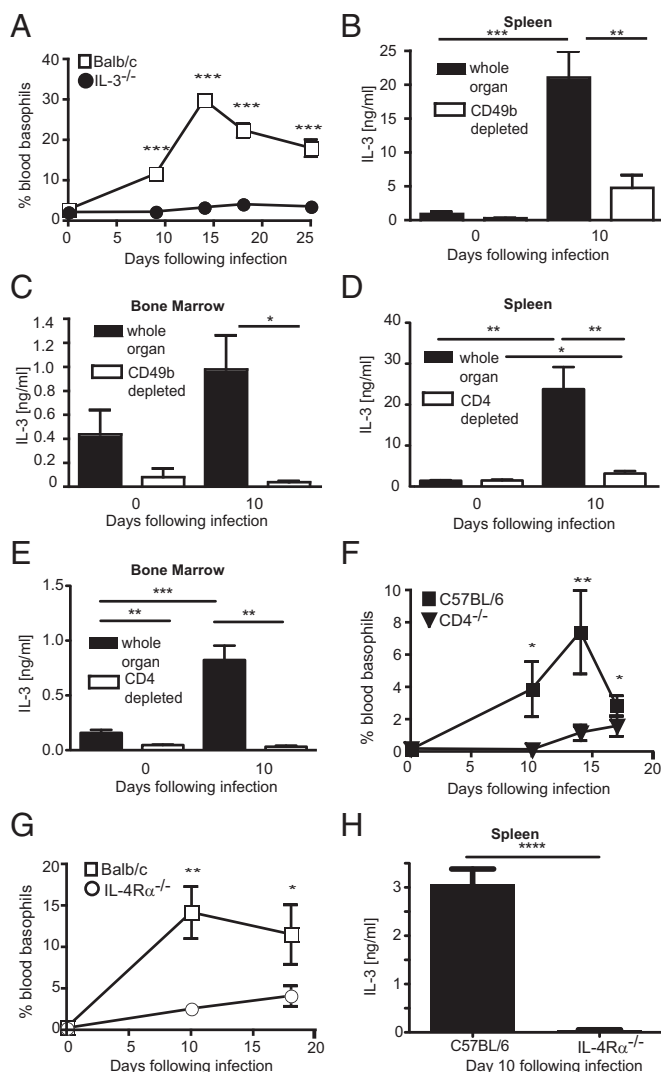 A
Balb/c
IL-3-/-
% blood basophils
40
30
20
10
0
***
***
***
***
0 5 10 15 20 25
Days following infection
B
Spleen
*** **
whole
organ
CD49b
depleted
IL-3 [ng/ml]
25
20
15
10
5
0
0 10
Days following infection
C
Bone Marrow
*
whole
organ
CD49b
depleted
IL-3 [ng/ml]
1.4
1.2
1.0
0.8
0.6
0.4
0.2
0
0 10
Days following infection
D
Spleen
** **
*
whole
organ
CD4
depleted
IL-3 [ng/ml]
40
30
20
10
0
0 10
Days following infection
E
Bone Marrow
***
** **
whole
organ
CD4
depleted
IL-3 [ng/ml]
1.5
1.0
0.5
0.0
0 10
Days following infection
F
C57BL/6
CD4-/-
% blood basophils
10
8
6
4
2
0
*
**
*
0 5 10 15 20
Days following infection
G
Balb/c
IL-4Rα-/-
% blood basophils
20
15
10
5
0
**
*
0 5 10 15 20
Days following infection
H
Spleen
****
IL-3 [ng/ml]
3
2
1
0
C57BL/6 IL-4Rα-/-
Day 10 following infection